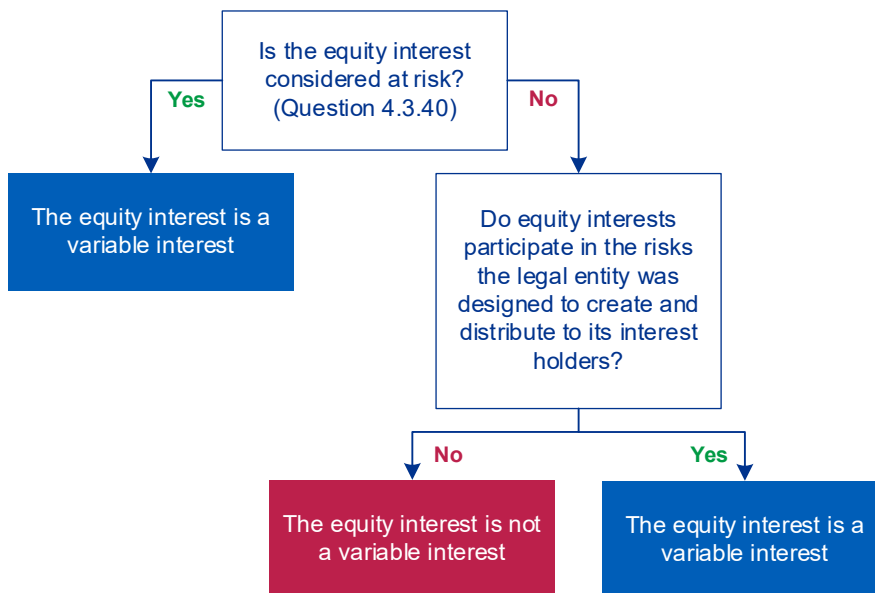 Is the equity interest
considered at risk?
(Question 4.3.40)
Yes
No
The equity interest is a
variable interest
Do equity interests
participate in the risks
the legal entity was
designed to create and
distribute to its interest
holders?
No
Yes
The equity interest is not
a variable interest
The equity interest is a
variable interest